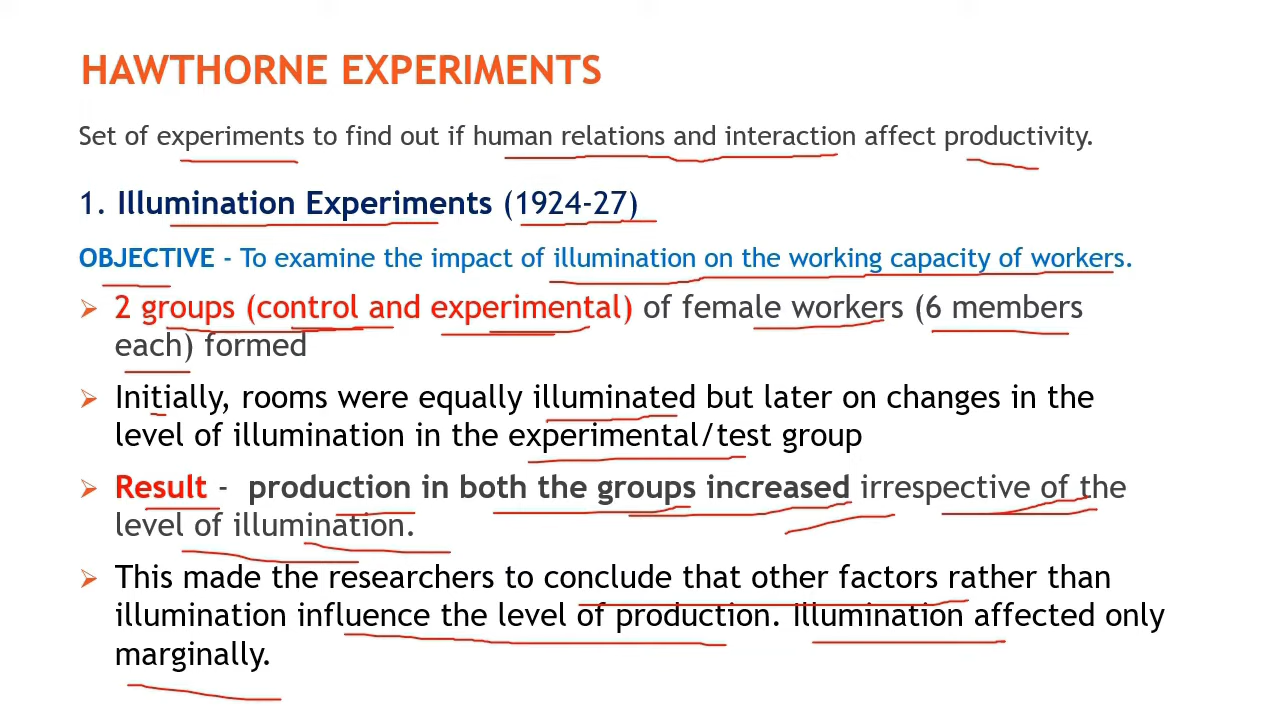 HAWTHORNE EXPERIMENTS
Set of experiments to find out if human relations and interaction affect productivity.
1. Illumination Experiments (1924-27)
OBJECTIVE - To examine the impact of illumination on the working capacity of workers.
➢ 2 groups (control and experimental) of female workers (6 members
each) formed
➢ Initially, rooms were equally illuminated but later on changes in the
level of illumination in the experimental/test group
➢ Result - production in both the groups increased irrespective of the
level of illumination.
➢ This made the researchers to conclude that other factors rather than
illumination influence the level of production. Illumination affected only
marginally.